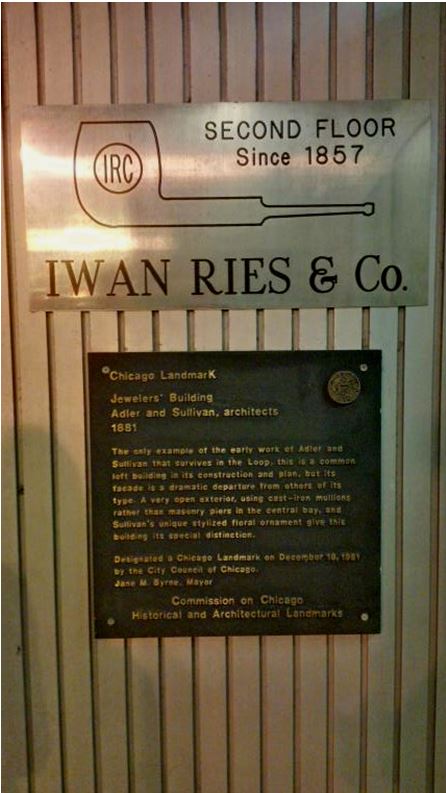 SECOND FLOOR
Since 1857
IRC
IWAN RIES & Co.
Chicago LandmarK
Jewelers' Building
Adler and Sullivan, architects
1881
The only example of the early work of Adler and
Sullivan that survives in the Loop, this is a common
loft building in its construction and plan, but its
facade is a dramatic departure from others of its
type. A very open exterior, using cast-iron mullions
rather than masonry piers in the central bay, and
Sullivan's unique stylized floral ornament give this
building its special distinction.
Designated a Chicago Landmark on December 18, 1981
by the City Council of Chicago.
Jane M. Byrne, Mayor
Commission on Chicago
Historical and Architectural Landmarks